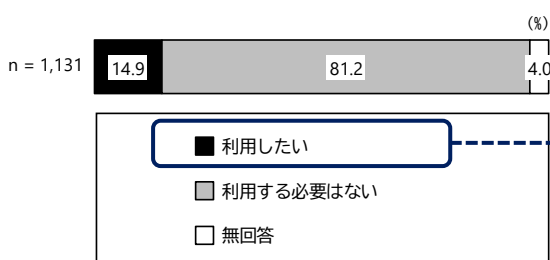 (%)
n = 1,131 14.9 81.2 4.0
利用したい
利用する必要はない
無回答